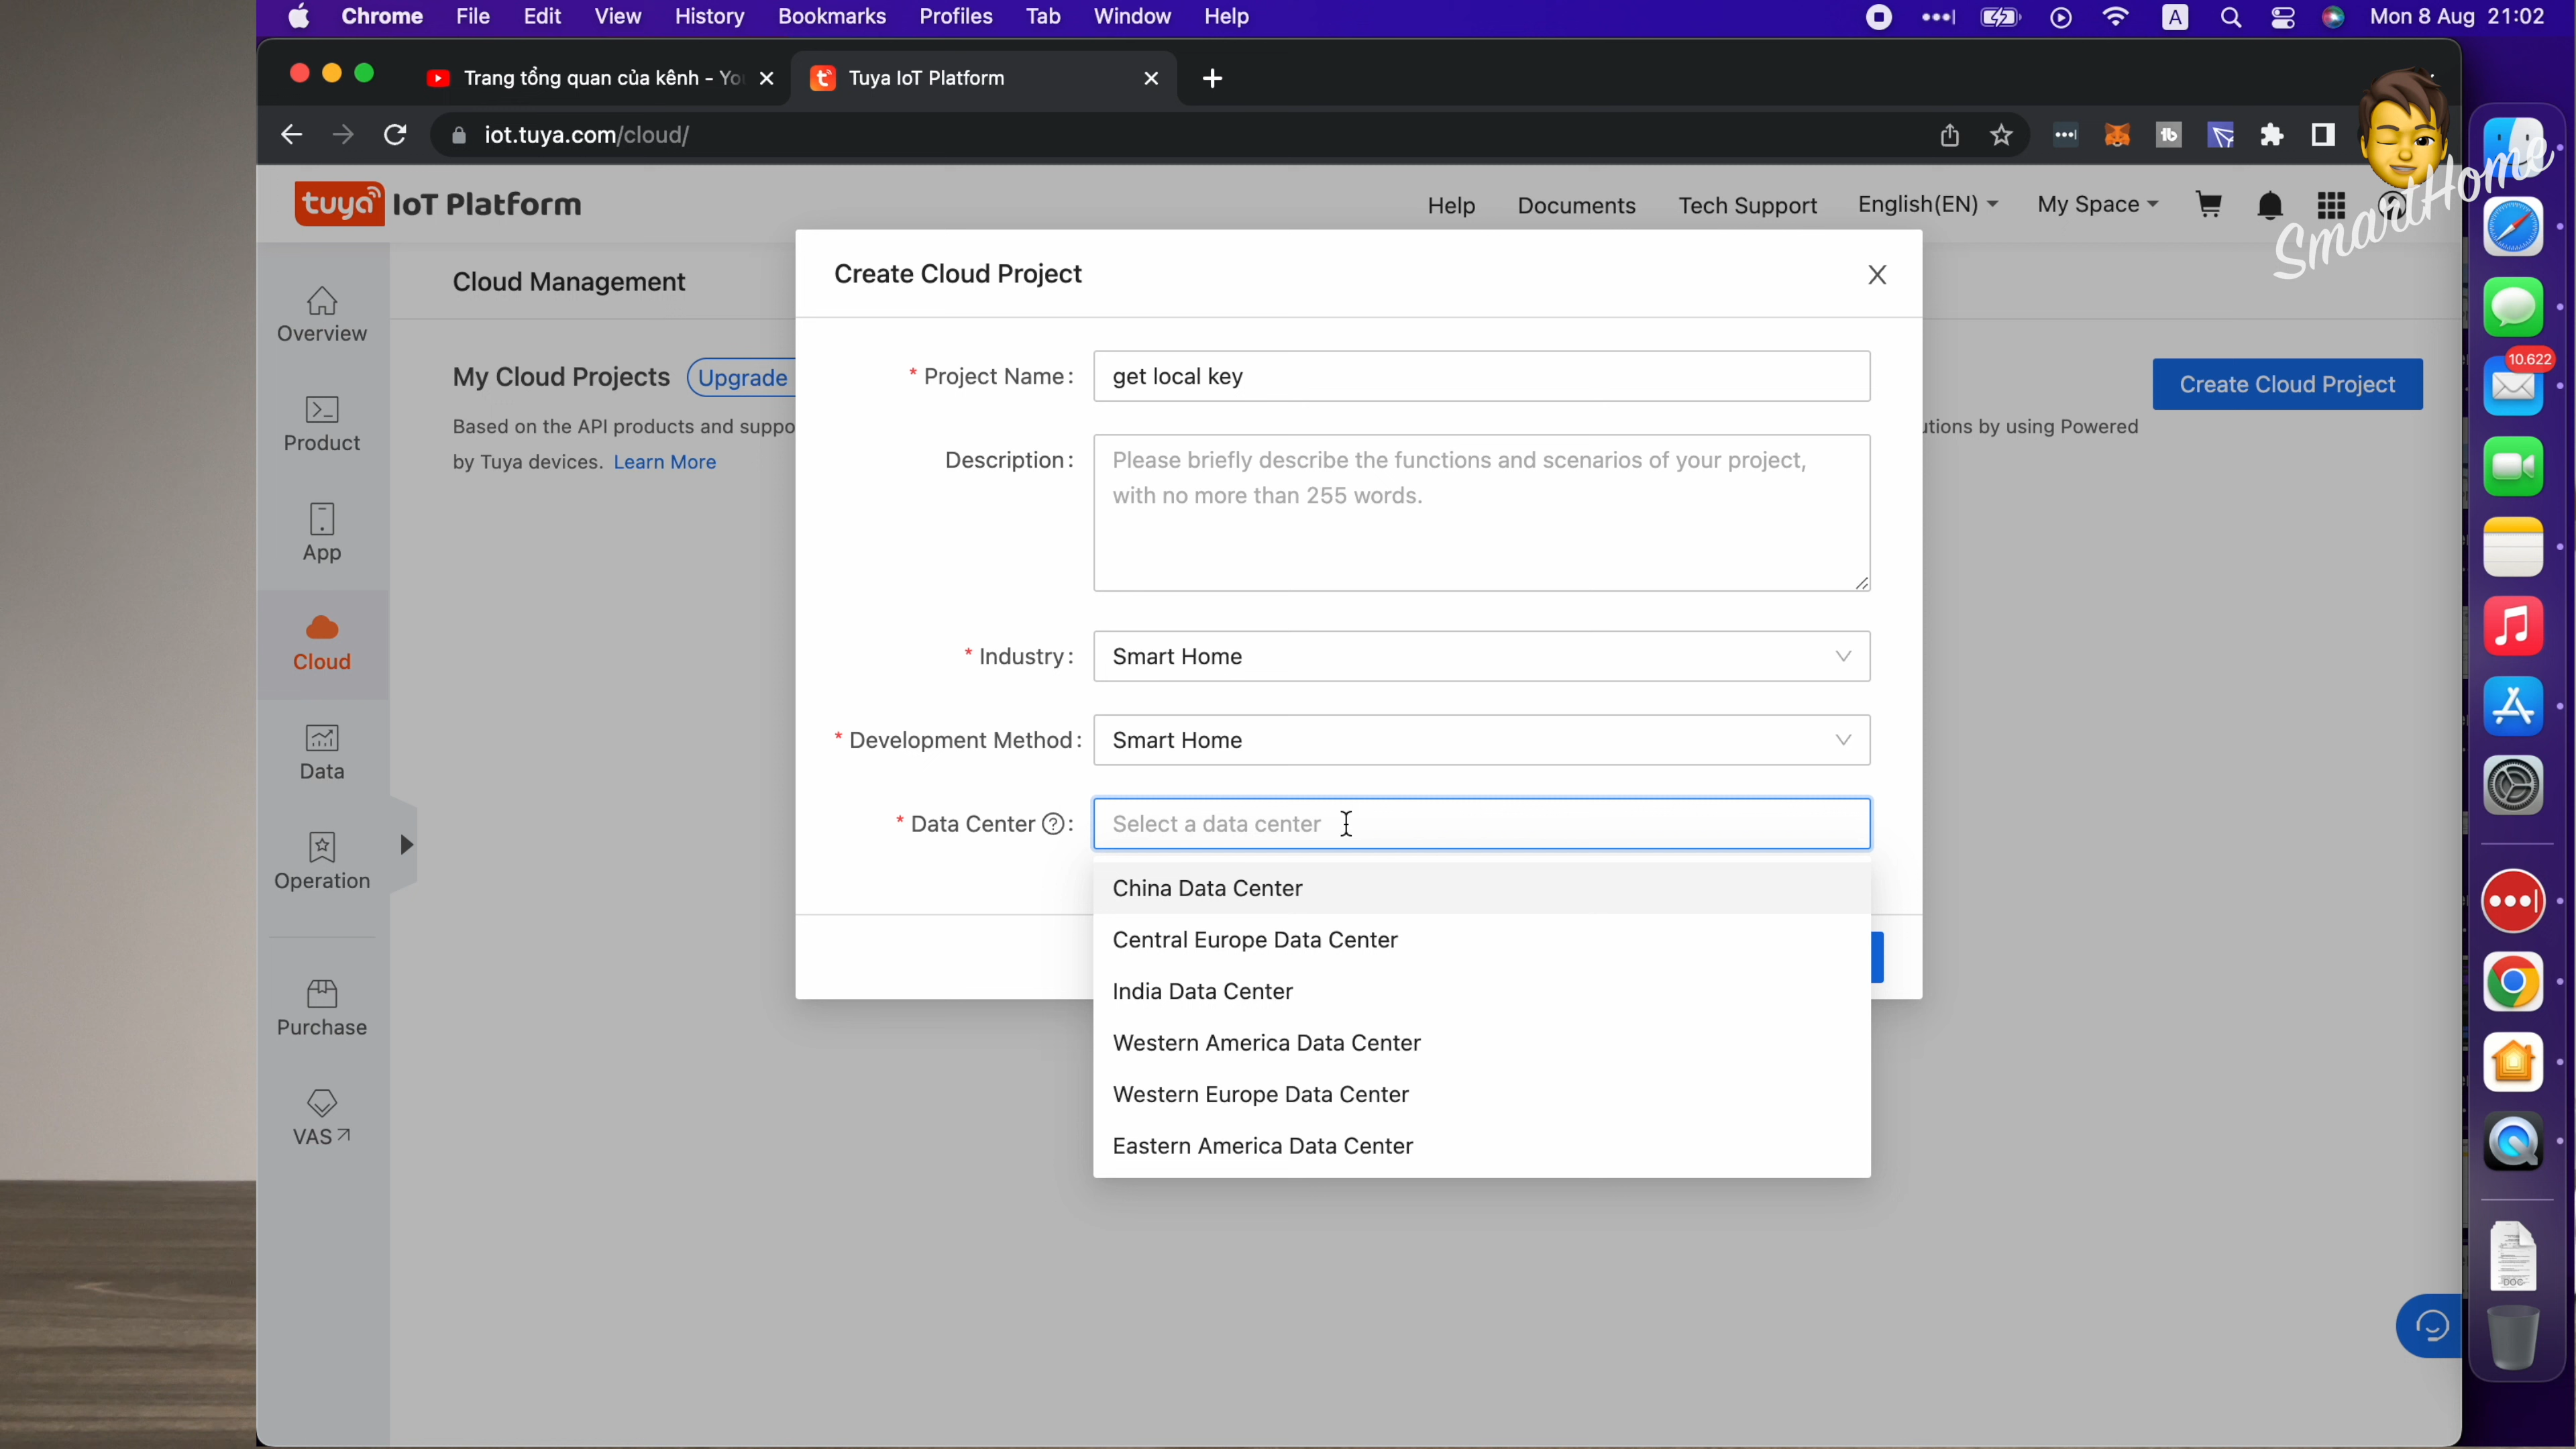 Chrome File Edit View History Bookmarks Profiles Tab Window Help A Mon 8 Aug 21:02
Trang tổng quan của kênh - Yo
Tuya IoT Platform
iot.tuya.com/cloud/
tb
SmartHome
tuya IoT Platform
Help Documents Tech Support English(EN) My Space
Cloud Management
Create Cloud Project
Overview
Product
App
Cloud
Data
Operation
Purchase
VAS
My Cloud Projects Upgrade
Create Cloud Project
Based on the API products and suppo
utions by using Powered
by Tuya devices. Learn More
* Project Name: get local key
Description: Please briefly describe the functions and scenarios of your project,
with no more than 255 words.
* Industry: Smart Home
* Development Method: Smart Home
* Data Center ? : Select a data center
China Data Center
Central Europe Data Center
India Data Center
Western America Data Center
Western Europe Data Center
Eastern America Data Center
10.622
DOC